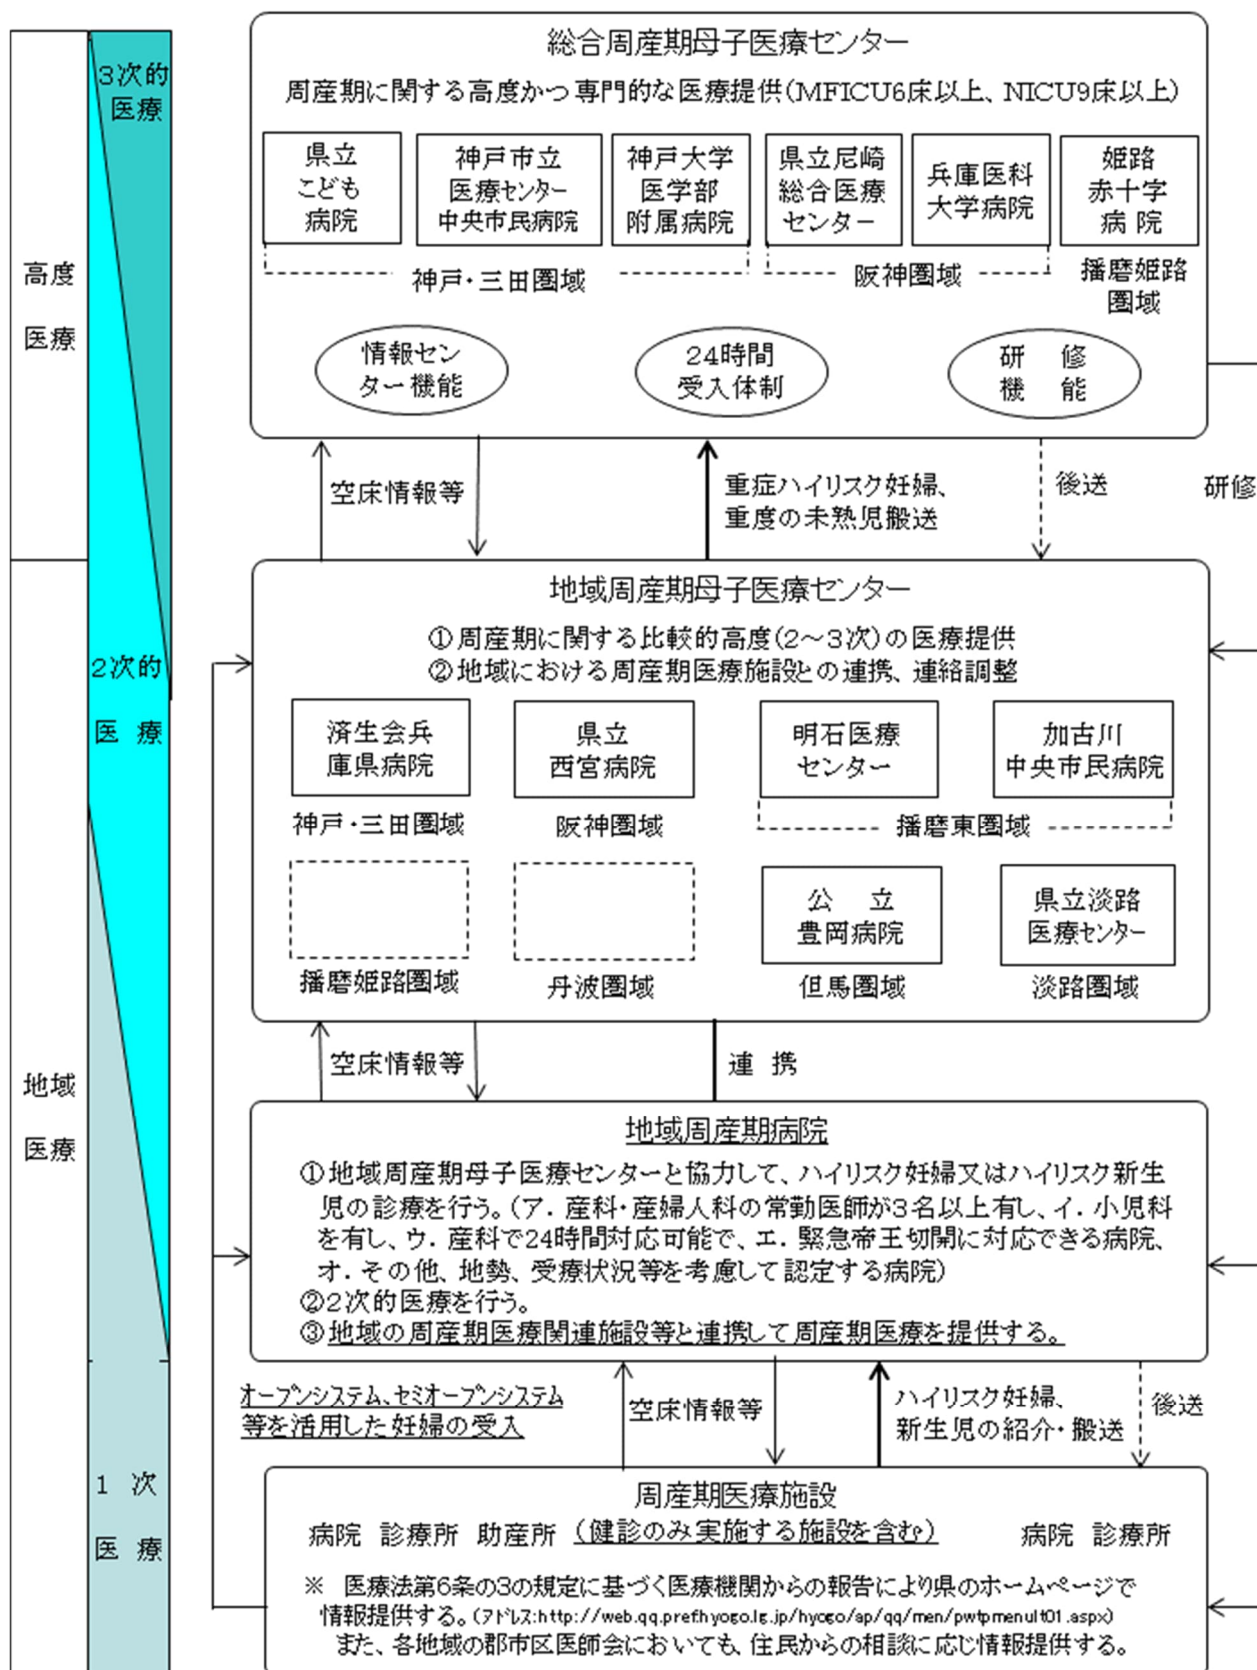 総合周産期母子医療センター
周産期に関する高度かつ専門的な医療提供(MFICU6床以上、NICU9床以上)
県立
こども
病院
神戸市立
医療センター
中央市民病院
神戸大学
医学部
附属病院
県立尼崎
総合医療
センター
兵庫医科
大学病院
姫路
赤十字
病院
神戸・三田圏域
阪神圏域
播磨姫路
圏域
情報セン
ター機能
24時間
受入体制
研修
機能
3次的
医療
高度
医療
空床情報等
重症ハイリスク妊婦、
重度の未熟児搬送
後送
研修
地域周産期母子医療センター
①周産期に関する比較的高度(2～3次)の医療提供
②地域における周産期医療施設との連携、連絡調整
2次的
医療
済生会兵
庫県病院
県立
西宮病院
明石医療
センター
加古川
中央市民病院
神戸・三田圏域
阪神圏域
播磨東圏域
公立
豊岡病院
県立淡路
医療センター
播磨姫路圏域
丹波圏域
但馬圏域
淡路圏域
地域
医療
空床情報等
連携
地域周産期病院
①地域周産期母子医療センターと協力して、ハイリスク妊婦又はハイリスク新生
児の診療を行う。(ア．産科・産婦人科の常勤医師が3名以上有し、イ．小児科
を有し、ウ．産科で24時間対応可能で、エ．緊急帝王切開に対応できる病院、
オ．その他、地勢、受療状況等を考慮して認定する病院)
②2次的医療を行う。
③地域の周産期医療関連施設等と連携して周産期医療を提供する。
オープンシステム、セミオープンシステム
等を活用した妊婦の受入
空床情報等
ハイリスク妊婦、
新生児の紹介・搬送
後送
1次
医療
周産期医療施設
病院 診療所 助産所 (健診のみ実施する施設を含む) 病院 診療所
※ 医療法第6条の3の規定に基づく医療機関からの報告により県のホームページで
情報提供する。(アドレス:http://web.qq.pref.hyogo.lg.jp/hyogo/ap/qq/men/pwtpmenult01.aspx)
また、各地域の郡市区医師会においても、住民からの相談に応じ情報提供する。